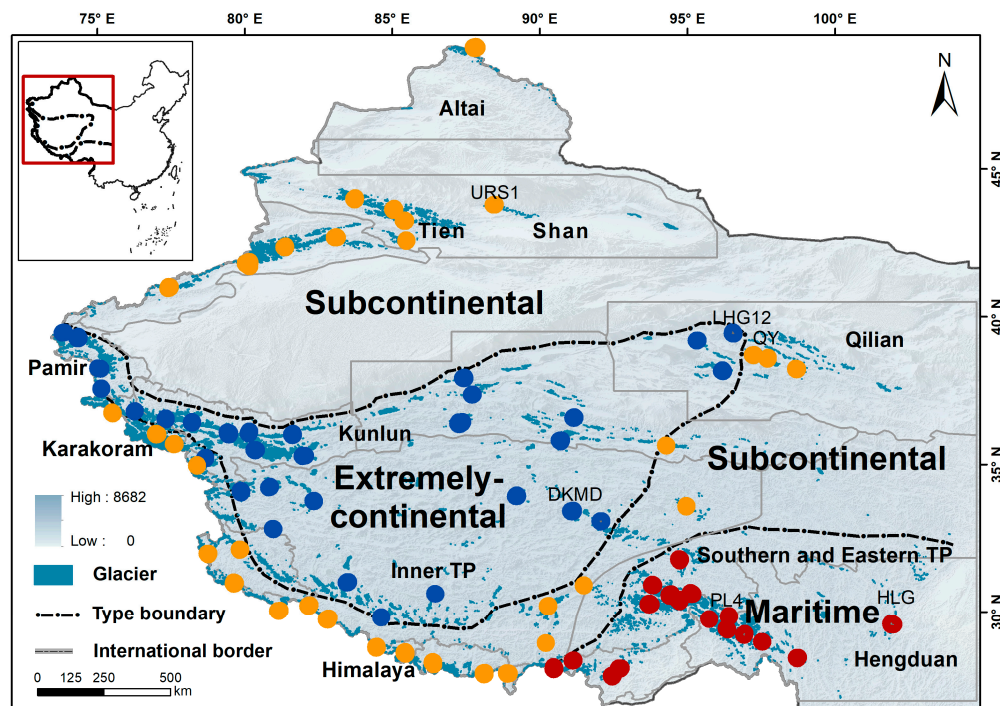 75° E 80° E 85° E 90° E 95° E 100° E
N
Altai
45° N
URS1
Tien Shan
Subcontinental
40° N
LHG12
QY
Qilian
Pamir
Kunlun
Karakoram
Subcontinental
35° N
Extremely-
continental
DKMD
High : 8682
Low : 0
Glacier
Inner TP
Southern and Eastern TP
Type boundary
PL4
Maritime
HLG
30° N
International border
Himalaya
Hengduan
0 125 250 500
km